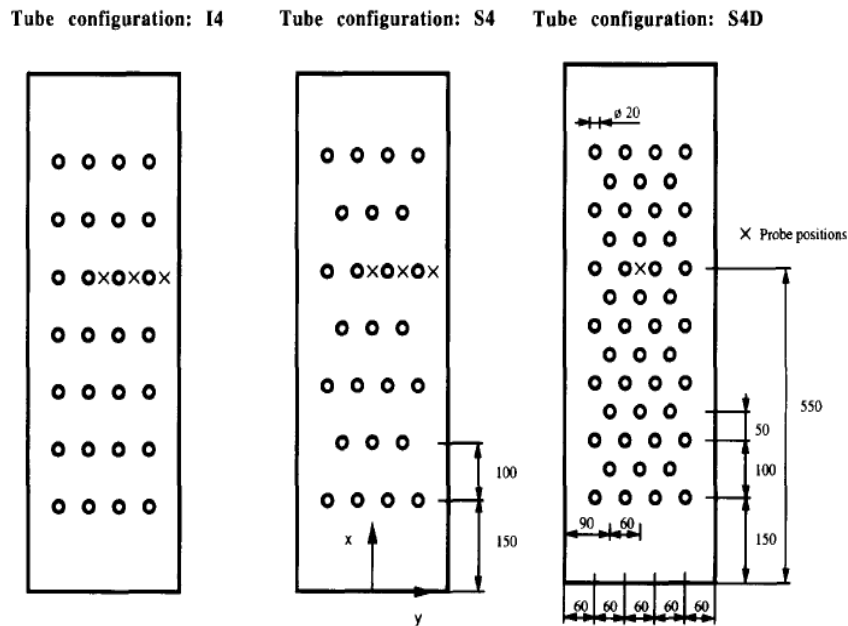 Tube configuration: I4
Tube configuration: S4
Tube configuration: S4D
ø 20
× Probe positions
550
50
100
100
90
60
150
150
x
y
60
60
60
60
60